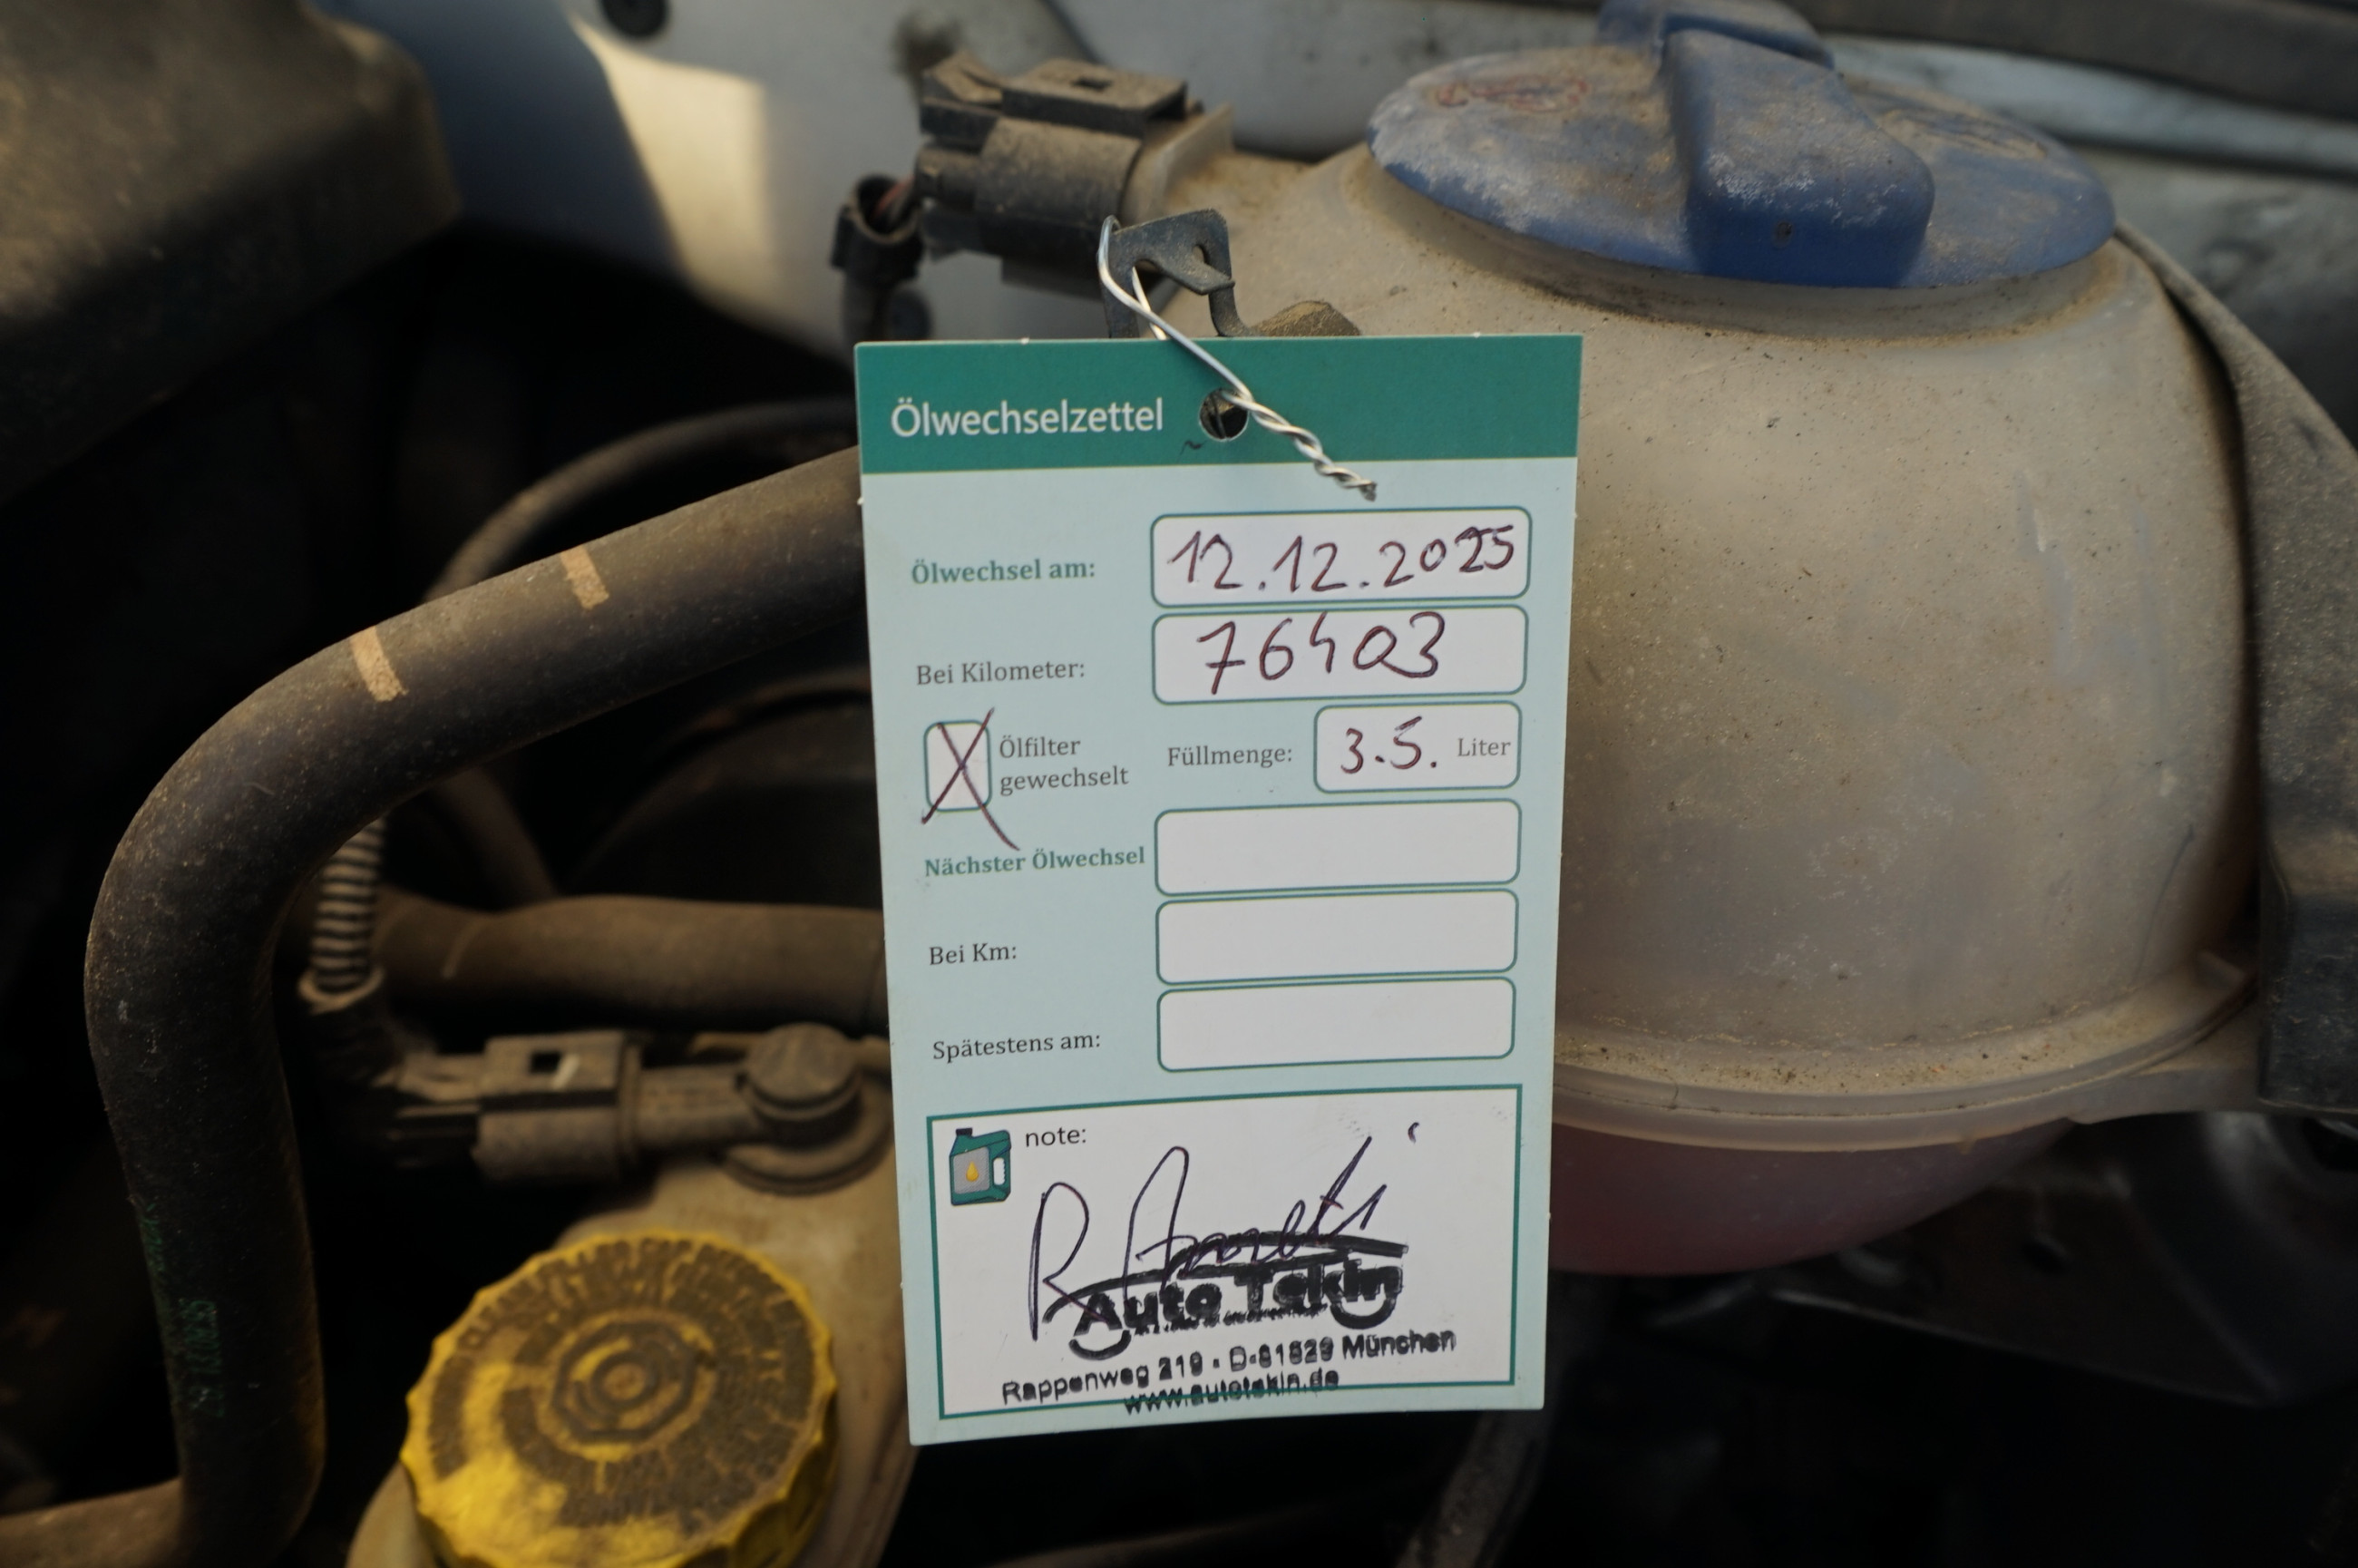 Ölwechselzettel
Ölwechsel am: 12.12.2025
Bei Kilometer: 76403
X Ölfilter gewechselt Füllmenge: 3.5. Liter
Nächster Ölwechsel
Bei Km:
Spätestens am:
note:
Auto Tekin
Rappenweg 219 · D-81829 München
www.autotekin.de